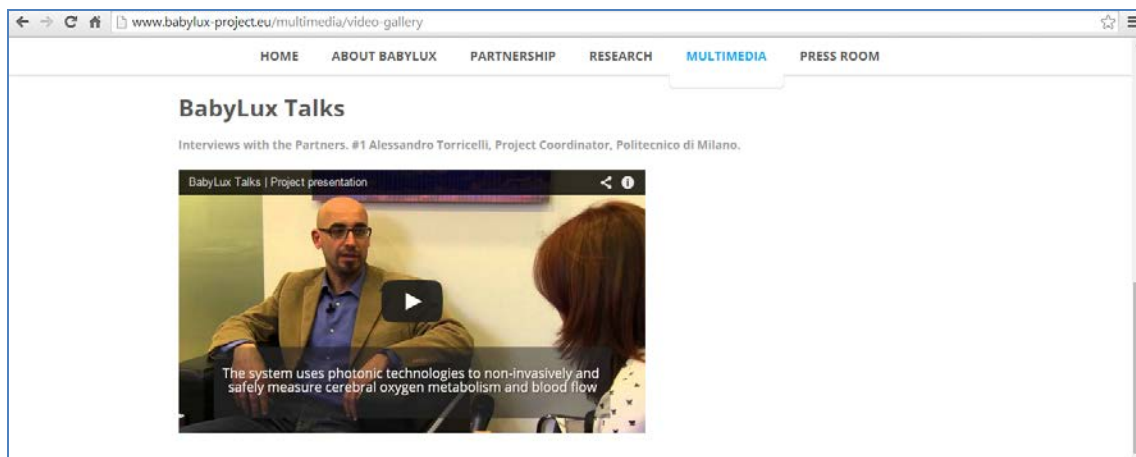 www.babylux-project.eu/multimedia/video-gallery
HOME ABOUT BABYLUX PARTNERSHIP RESEARCH MULTIMEDIA PRESS ROOM
BabyLux Talks
Interviews with the Partners. #1 Alessandro Torricelli, Project Coordinator, Politecnico di Milano.
BabyLux Talks | Project presentation
The system uses photonic technologies to non-invasively and
safely measure cerebral oxygen metabolism and blood flow